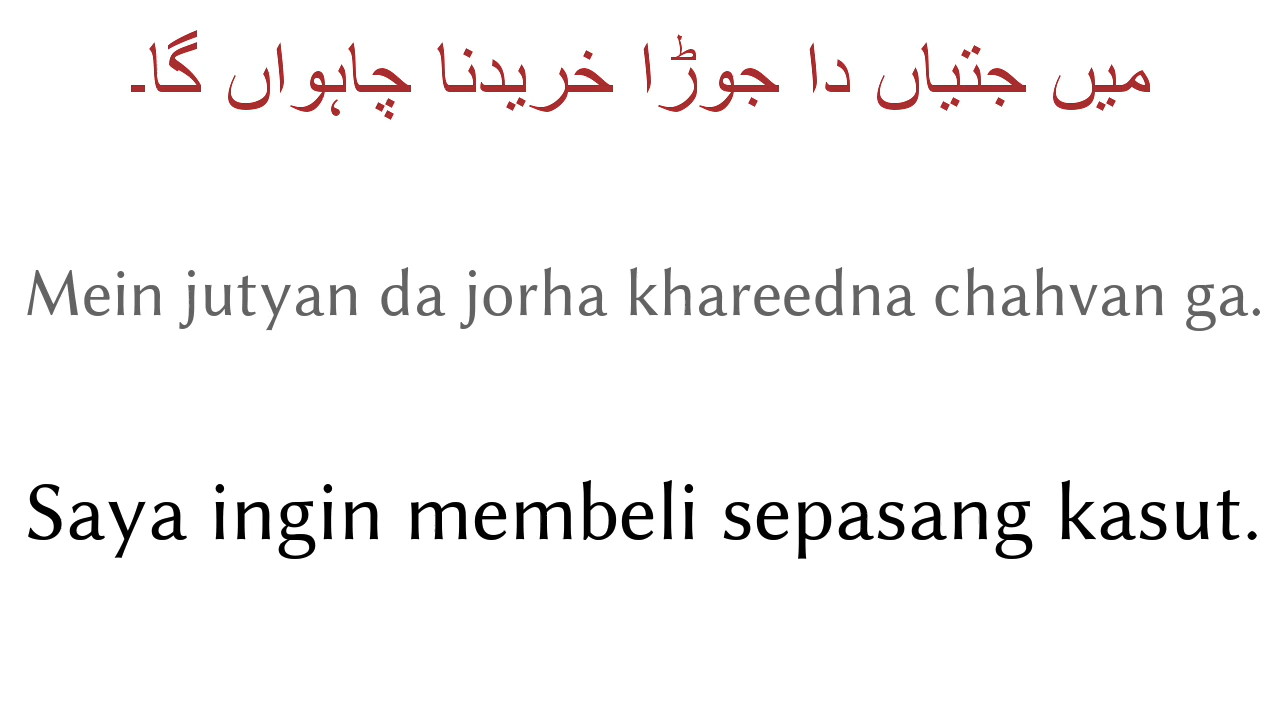 میں جتیاں دا جوڑا خریدنا چاہواں گا۔
Mein jutyan da jorha khareedna chahvan ga.
Saya ingin membeli sepasang kasut.